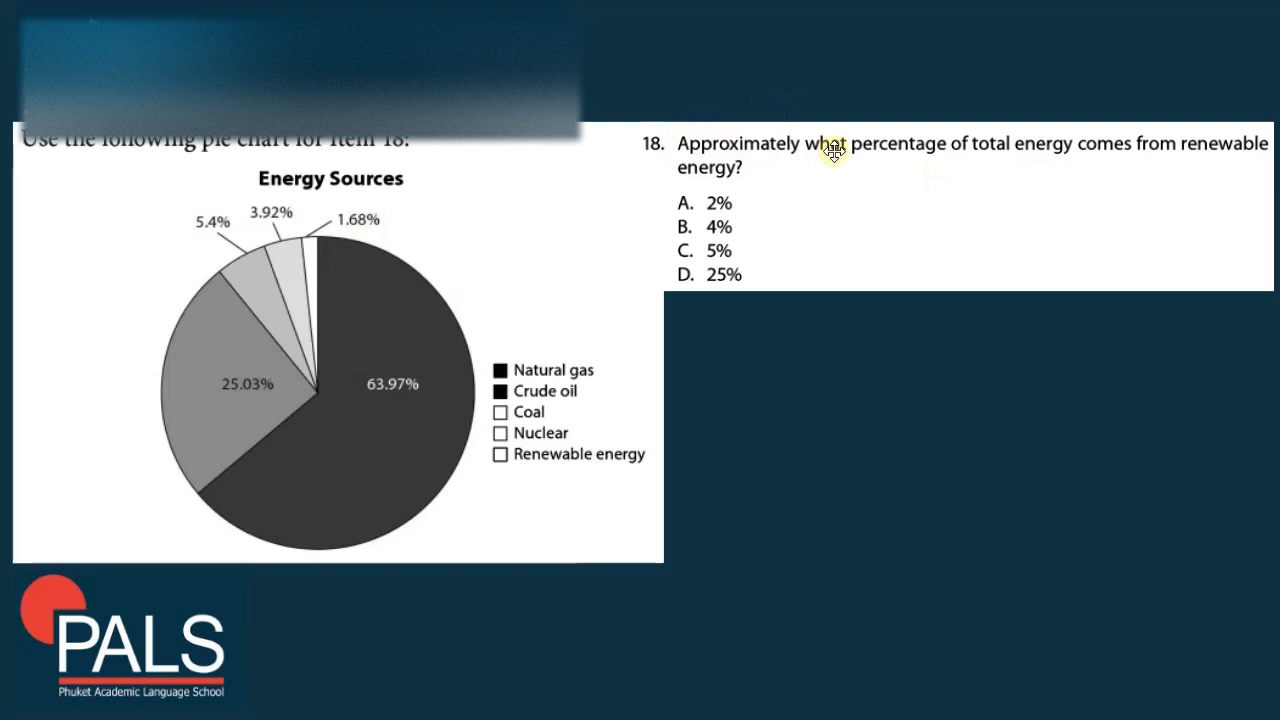 Use the following pie chart for Item 18:
Energy Sources
5.4%
3.92%
1.68%
25.03%
63.97%
Natural gas
Crude oil
Coal
Nuclear
Renewable energy
18. Approximately what percentage of total energy comes from renewable
energy?
A. 2%
B. 4%
C. 5%
D. 25%
PALS
Phuket Academic Language School